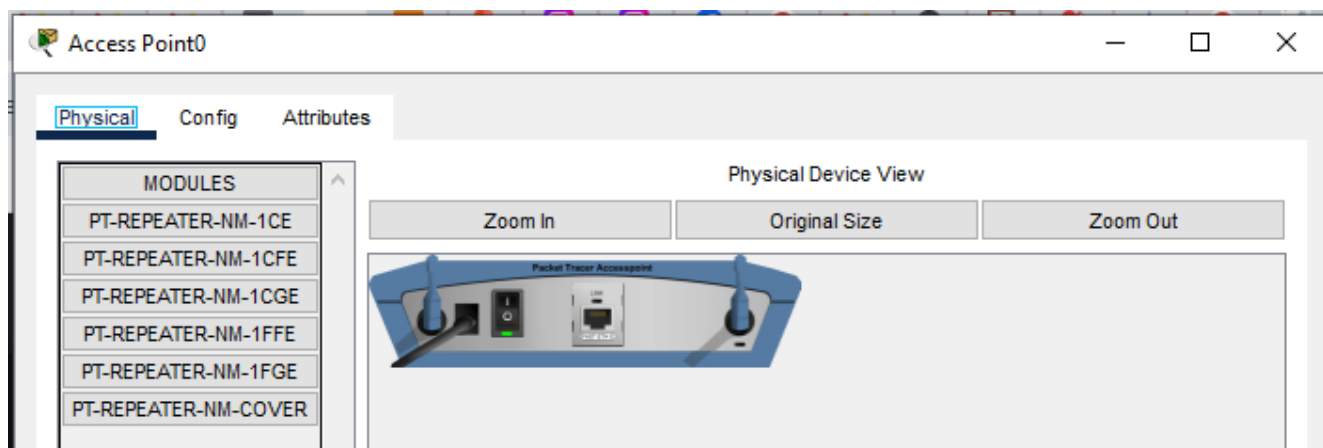 Access Point0
Physical Config Attributes
MODULES
PT-REPEATER-NM-1CE
PT-REPEATER-NM-1CFE
PT-REPEATER-NM-1CGE
PT-REPEATER-NM-1FFE
PT-REPEATER-NM-1FGE
PT-REPEATER-NM-COVER
Physical Device View
Zoom In Original Size Zoom Out
Packet Tracer Accesspoint
LINK